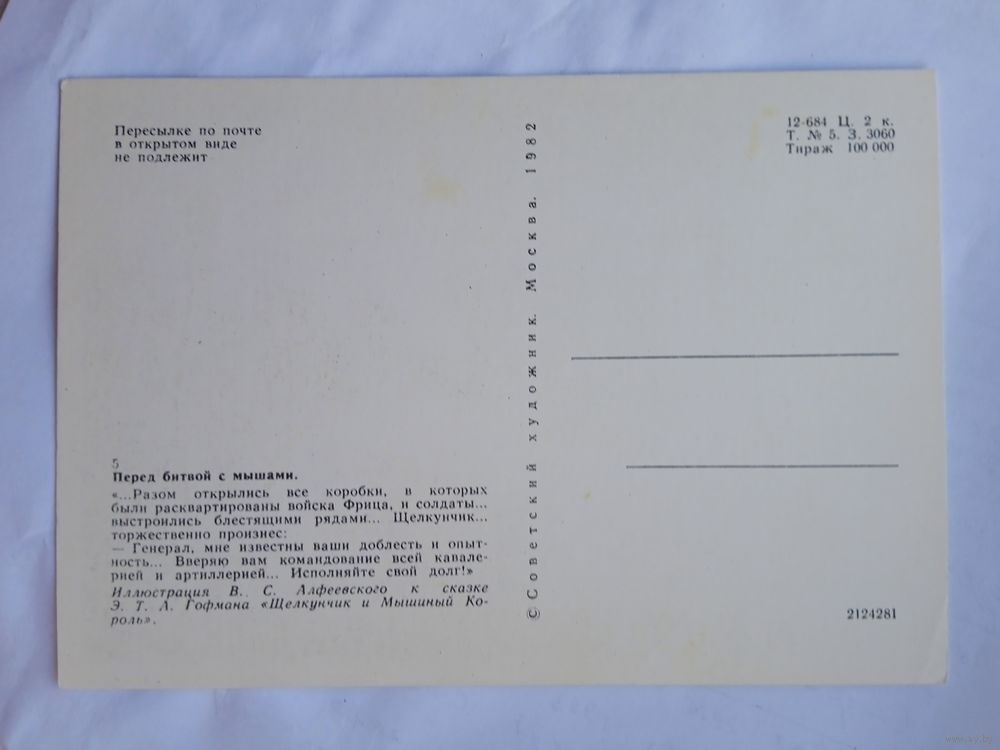 Пересылке по почте
в открытом виде
не подлежит
12-684 Ц. 2 к.
Т. № 5. З. 3060
Тираж 100 000
5
Перед битвой с мышами.
«...Разом открылись все коробки, в которых
были расквартированы войска Фрица, и солдаты...
выстроились блестящими рядами... Щелкунчик...
торжественно произнес:
— Генерал, мне известны ваши доблесть и опыт-
ность... Вверяю вам командование всей кавале-
рией и артиллерией... Исполняйте свой долг!»
Иллюстрация В. С. Алфеевского к сказке
Э. Т. А. Гофмана «Щелкунчик и Мышиный Ко-
роль».
© Советский художник. Москва. 1982
2124281